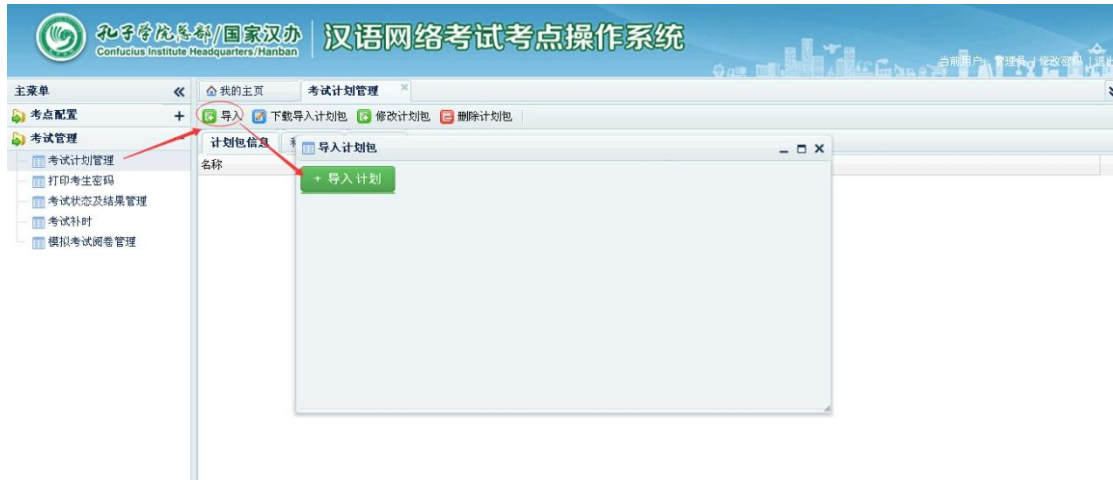 孔子学院总部/国家汉办
Confucius Institute Headquarters/Hanban
汉语网络考试考点操作系统
当前用户：管理员 | 修改密码 |
主菜单
我的主页
考试计划管理
考点配置
导入 下载导入计划包 修改计划包 删除计划包
考试管理
计划包信息
导入计划包
考试计划管理
名称
+ 导入计划
打印考生密码
考试状态及结果管理
考试补时
模拟考试阅卷管理